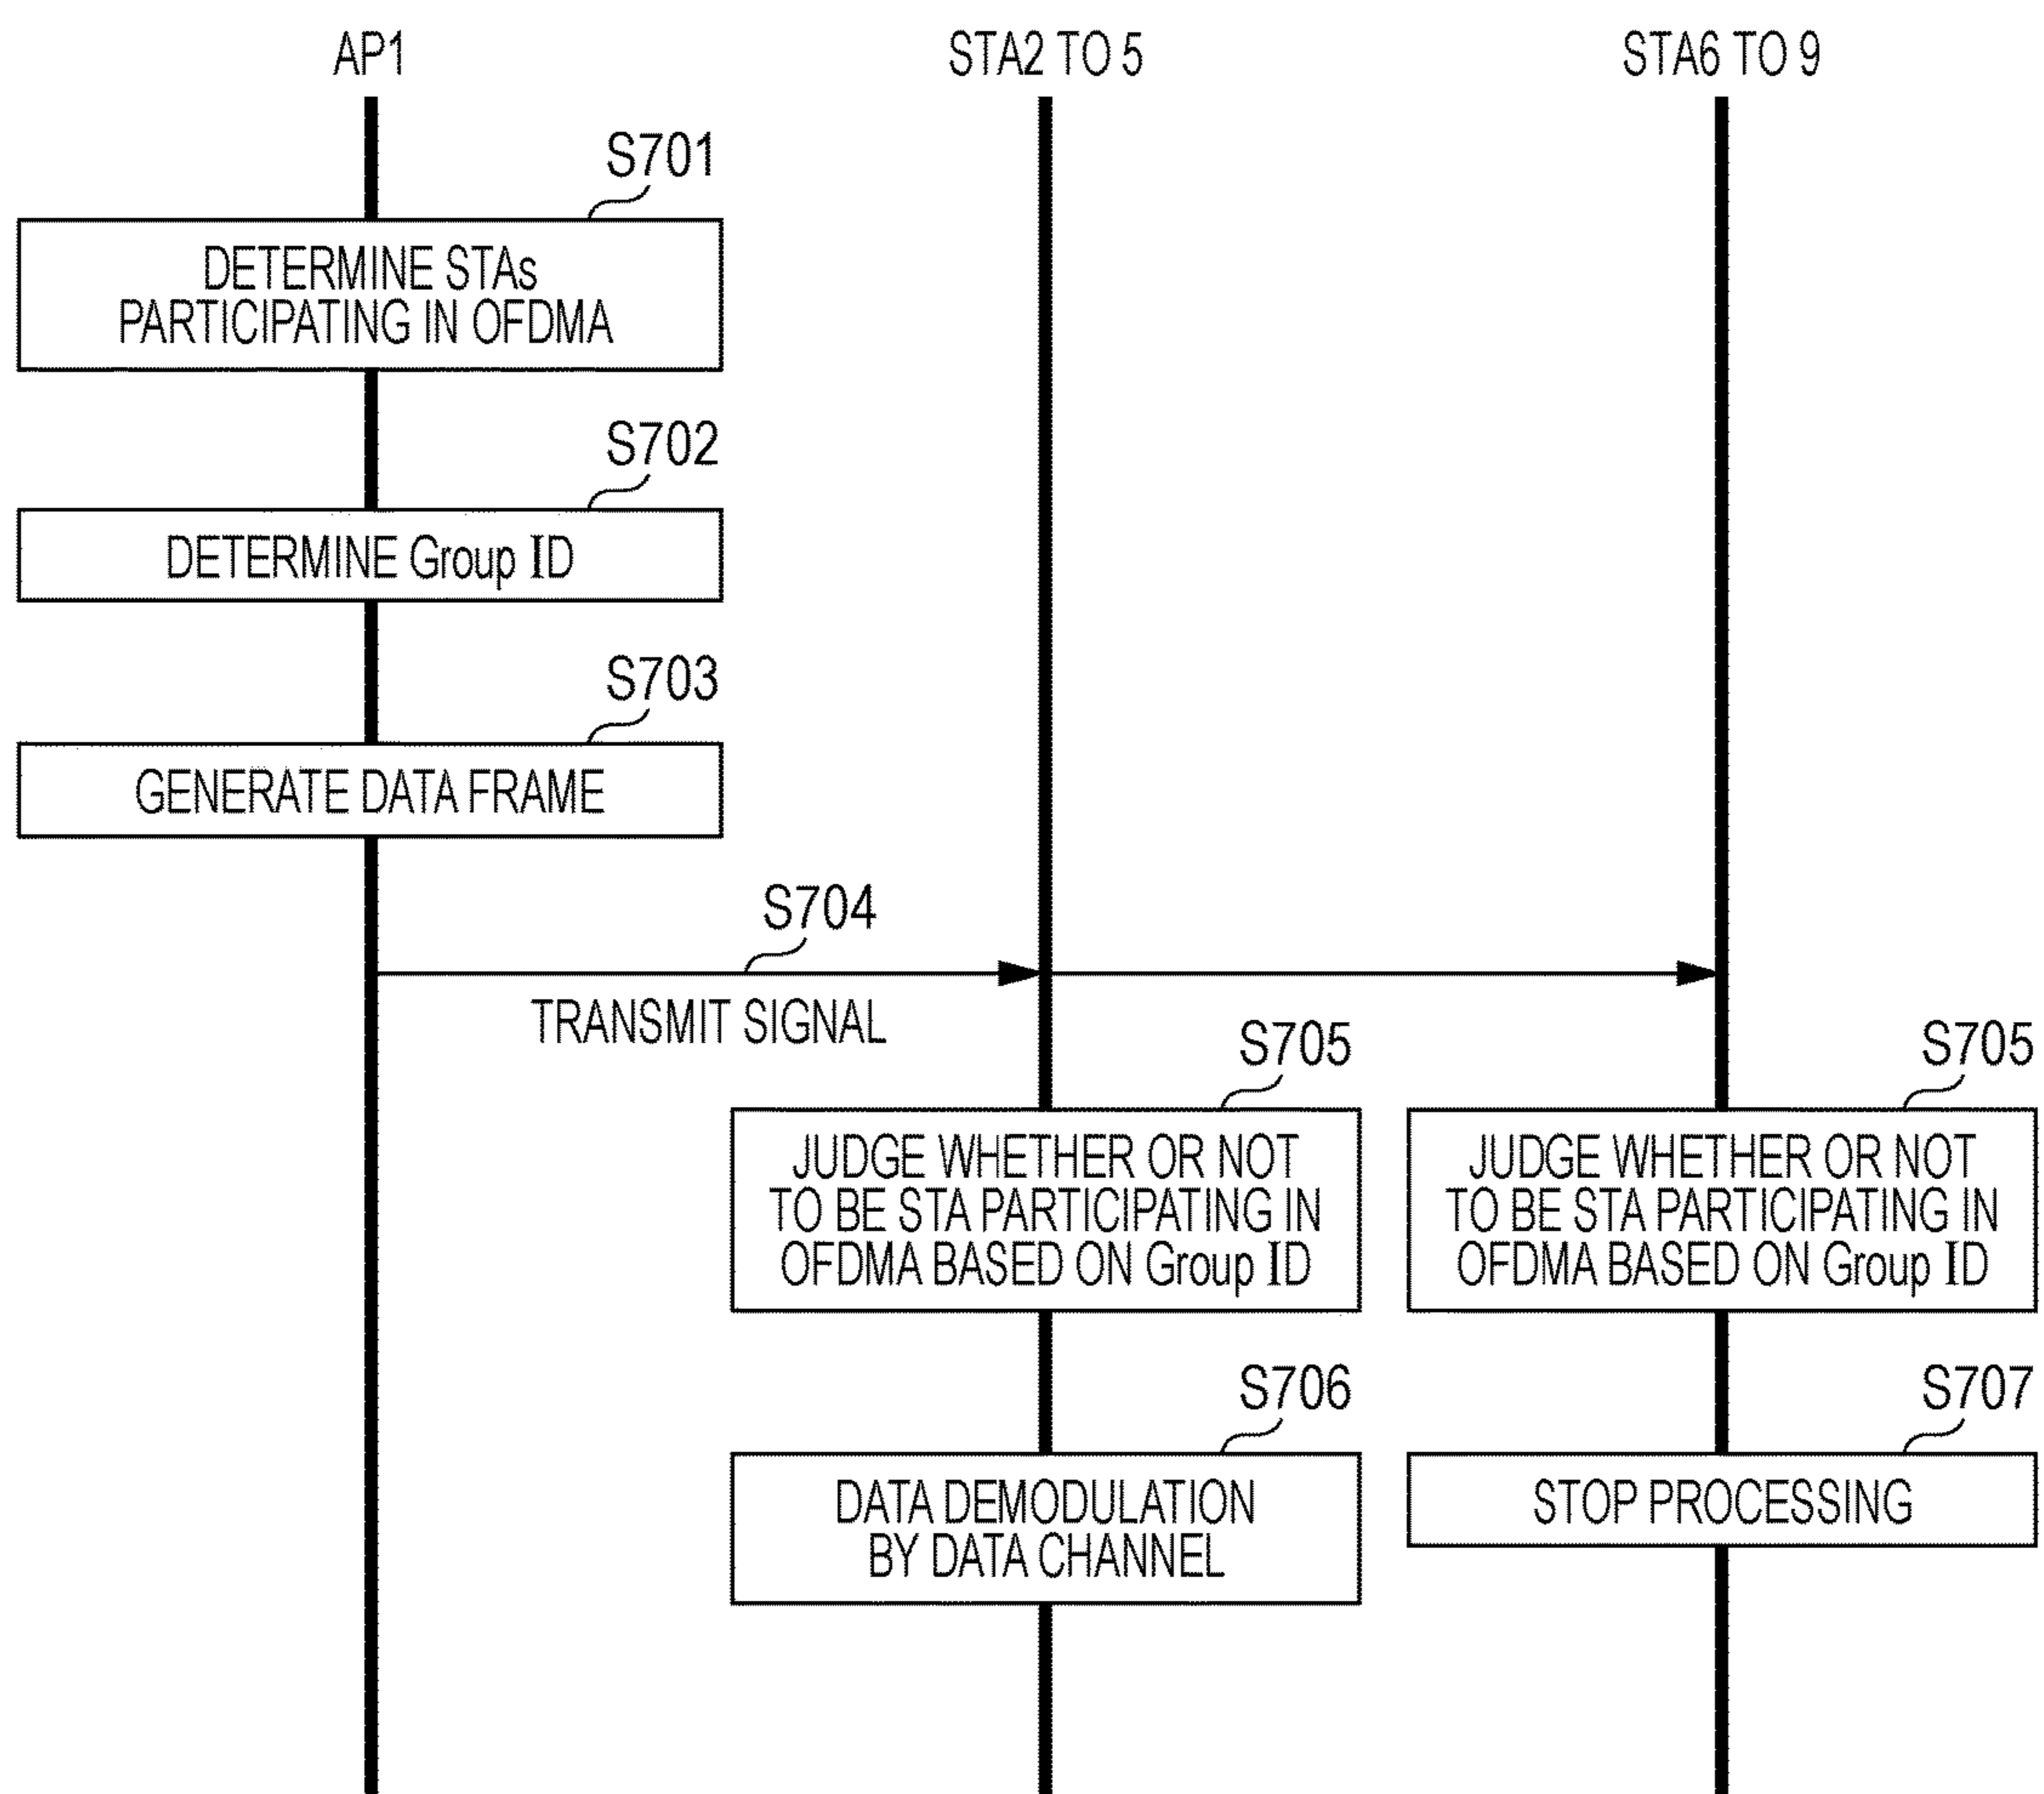 AP1
STA2 TO 5
STA6 TO 9
S701
DETERMINE STAs
PARTICIPATING IN OFDMA
S702
DETERMINE Group ID
S703
GENERATE DATA FRAME
S704
TRANSMIT SIGNAL
S705
JUDGE WHETHER OR NOT
TO BE STA PARTICIPATING IN
OFDMA BASED ON Group ID
S705
JUDGE WHETHER OR NOT
TO BE STA PARTICIPATING IN
OFDMA BASED ON Group ID
S706
DATA DEMODULATION
BY DATA CHANNEL
S707
STOP PROCESSING